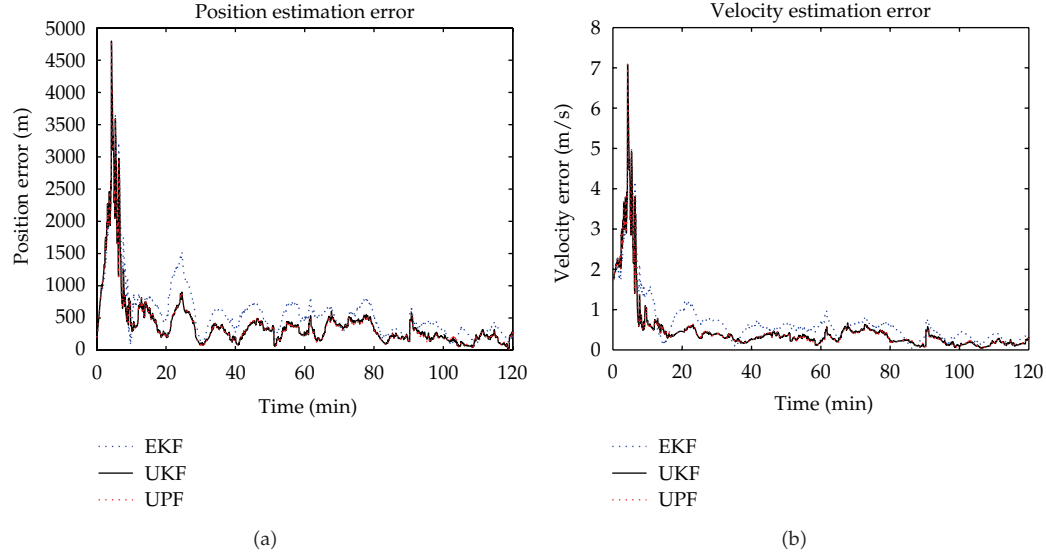 Position estimation error
5000
4500
4000
3500
3000
2500
2000
1500
1000
500
0
Position error (m)
0 20 40 60 80 100 120
Time (min)
EKF
UKF
UPF
(a)
Velocity estimation error
8
7
6
5
4
3
2
1
0
Velocity error (m/s)
0 20 40 60 80 100 120
Time (min)
EKF
UKF
UPF
(b)